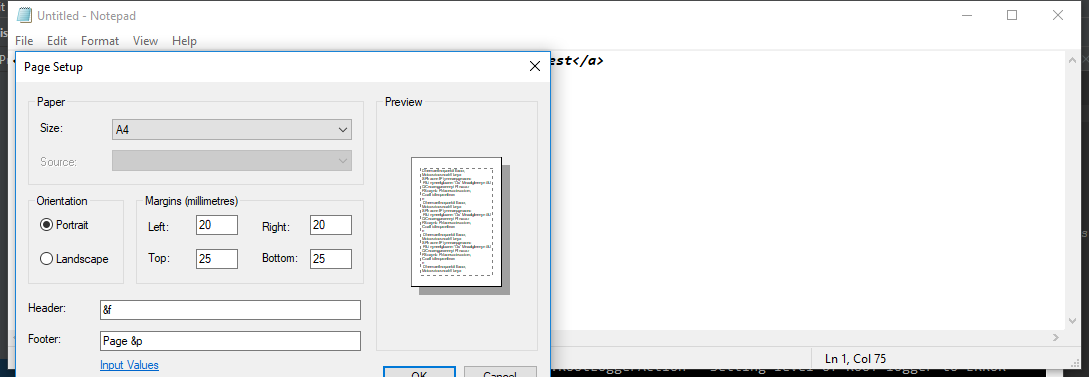 Untitled - Notepad
File Edit Format View Help
est</a>
Page Setup
Paper
Size: A4
Source:
Orientation
Portrait
Landscape
Margins (millimetres)
Left: 20 Right: 20
Top: 25 Bottom: 25
Header: &f
Footer: Page &p
Input Values
Preview
OK Cancel
Ln 1, Col 75